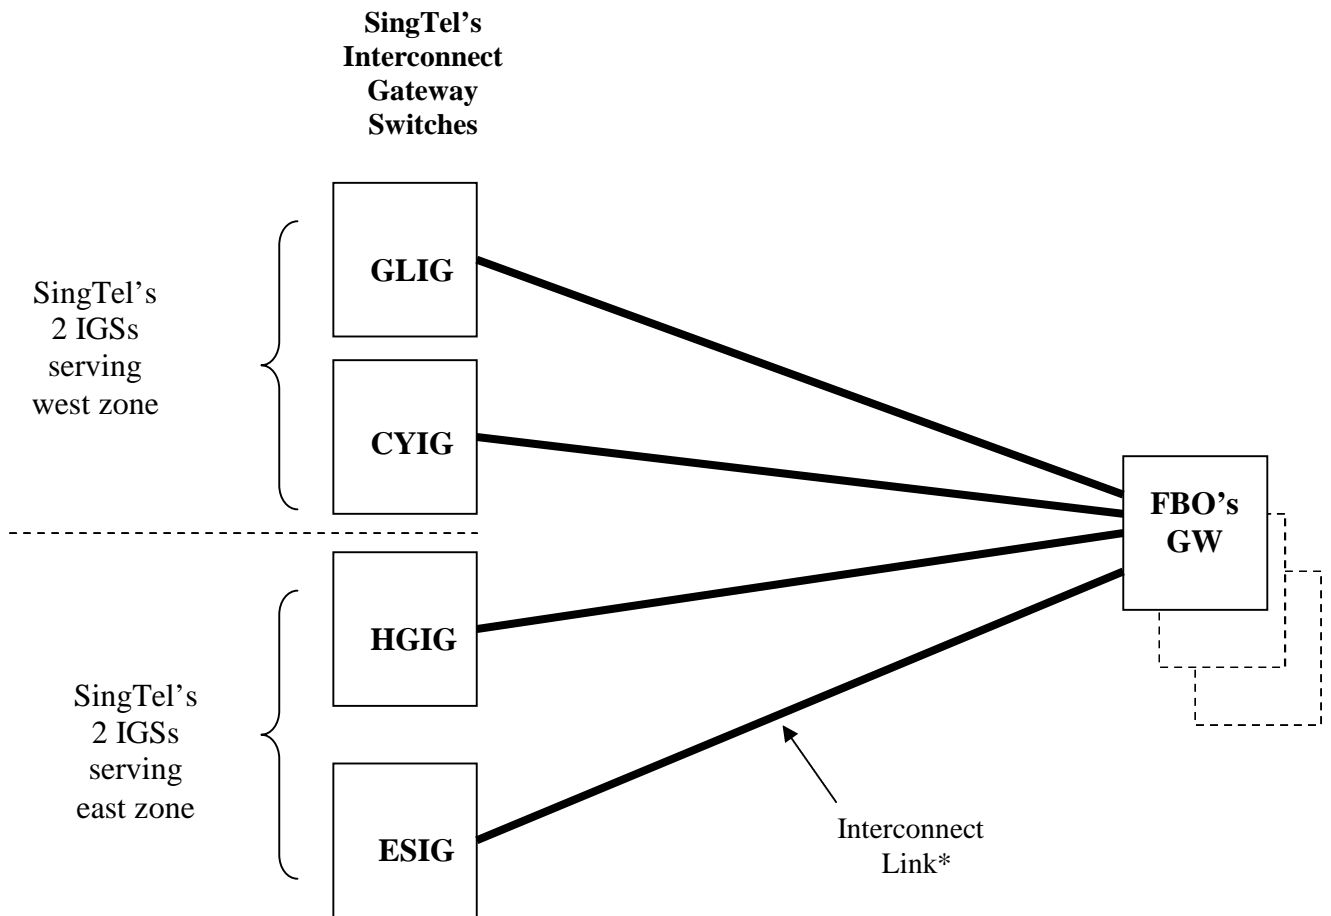 SingTel’s
Interconnect
Gateway
Switches
GLIG
SingTel’s
2 IGSs
serving
west zone
CYIG
FBO’s
GW
HGIG
SingTel’s
2 IGSs
serving
east zone
ESIG
Interconnect
Link*